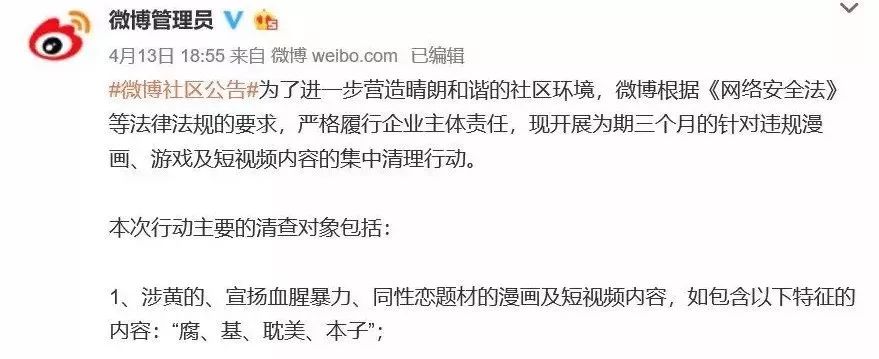 微博管理员
4月13日 18:55 来自 微博 weibo.com 已编辑
#微博社区公告#为了进一步营造晴朗和谐的社区环境，微博根据《网络安全法》
等法律法规的要求，严格履行企业主体责任，现开展为期三个月的针对违规漫
画、游戏及短视频内容的集中清理行动。
本次行动主要的清查对象包括：
1、涉黄的、宣扬血腥暴力、同性恋题材的漫画及短视频内容，如包含以下特征的
内容：“腐、基、耽美、本子”；